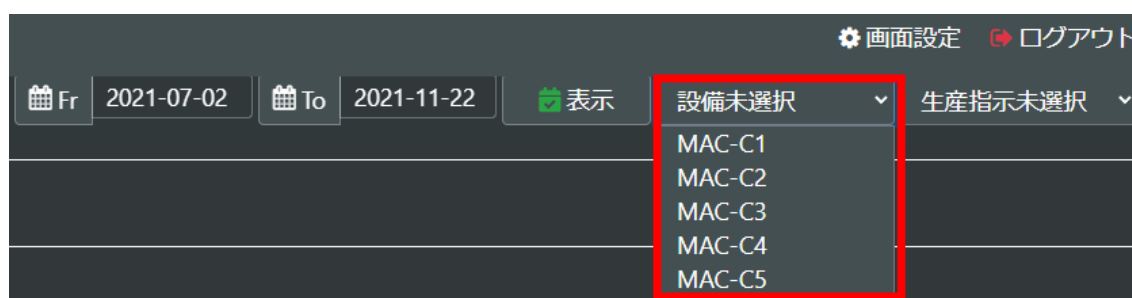 画面設定 ログアウト
Fr 2021-07-02 To 2021-11-22 表示 設備未選択 生産指示未選択
MAC-C1
MAC-C2
MAC-C3
MAC-C4
MAC-C5